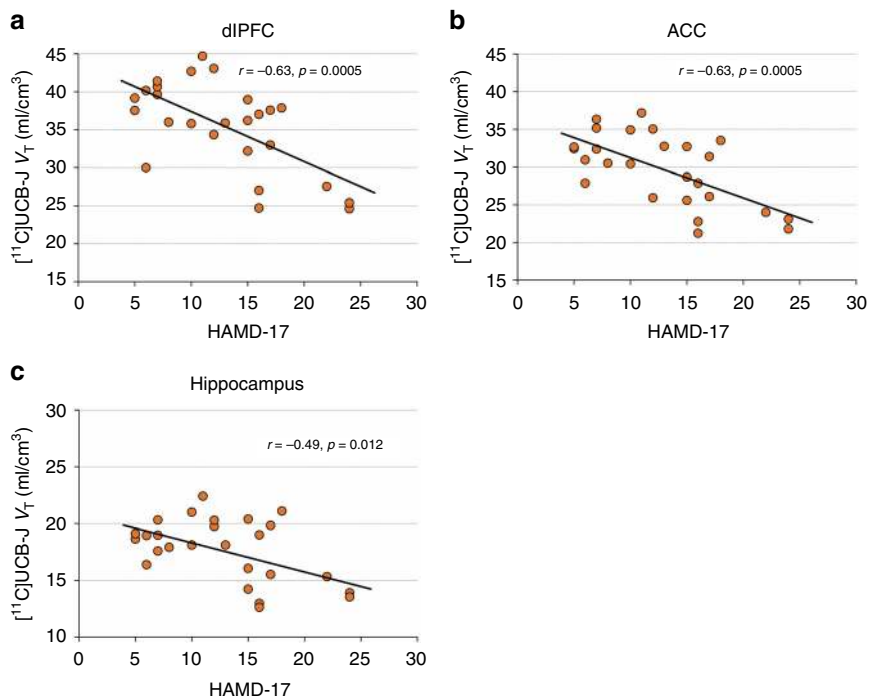 a
dlPFC
r = –0.63, p = 0.0005
45
40
35
30
25
20
15
0 5 10 15 20 25 30
[¹¹C]UCB-J V_T (ml/cm³)
HAMD-17
b
ACC
r = –0.63, p = 0.0005
45
40
35
30
25
20
15
0 5 10 15 20 25 30
[¹¹C]UCB-J V_T (ml/cm³)
HAMD-17
c
Hippocampus
r = –0.49, p = 0.012
30
25
20
15
10
0 5 10 15 20 25 30
[¹¹C]UCB-J V_T (ml/cm³)
HAMD-17